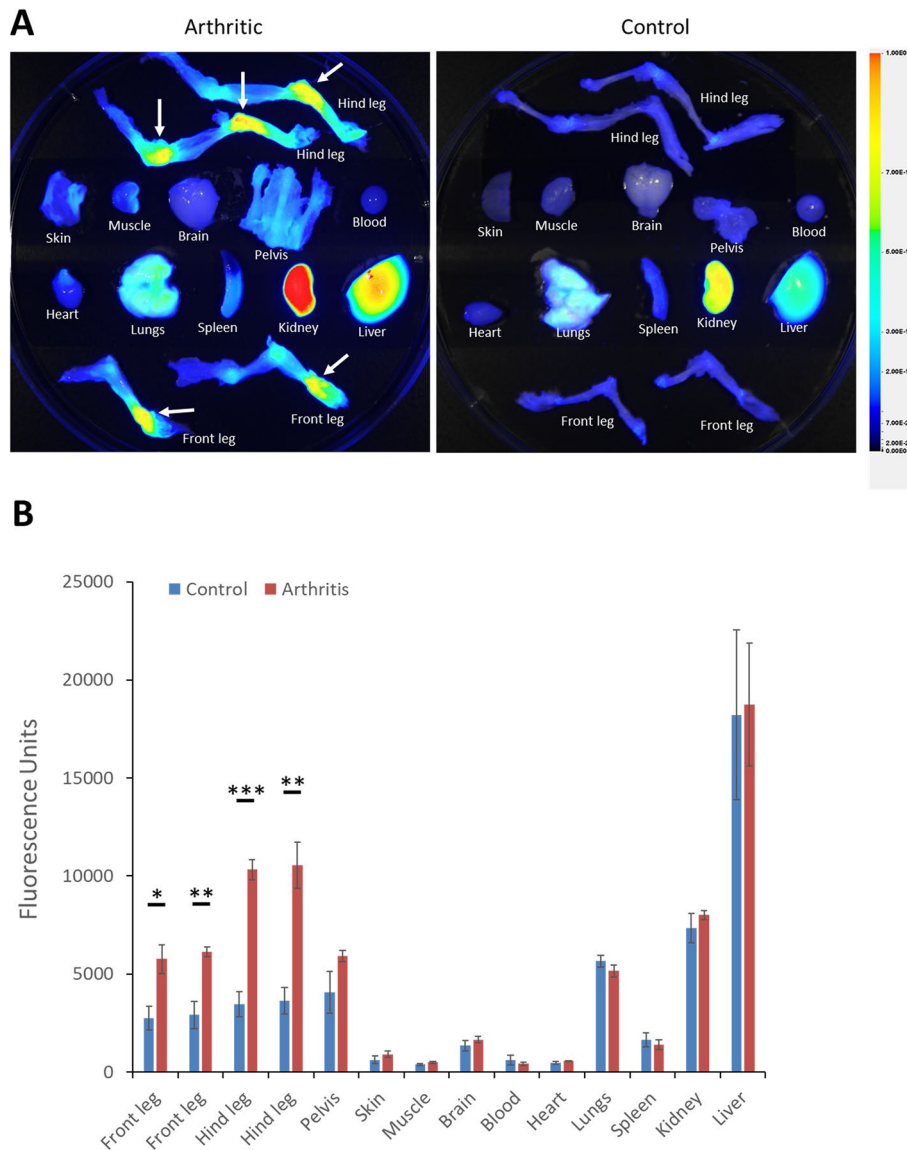 A
Arthritic
Control
Hind leg
Hind leg
Skin
Muscle
Brain
Pelvis
Blood
Heart
Lungs
Spleen
Kidney
Liver
Front leg
Front leg
Hind leg
Hind leg
Skin
Muscle
Brain
Pelvis
Blood
Heart
Lungs
Spleen
Kidney
Liver
Front leg
Front leg
B
Control
Arthritis
Fluorescence Units
25000
20000
15000
10000
5000
0
*
**
***
**
Front leg
Front leg
Hind leg
Hind leg
Pelvis
Skin
Muscle
Brain
Blood
Heart
Lungs
Spleen
Kidney
Liver